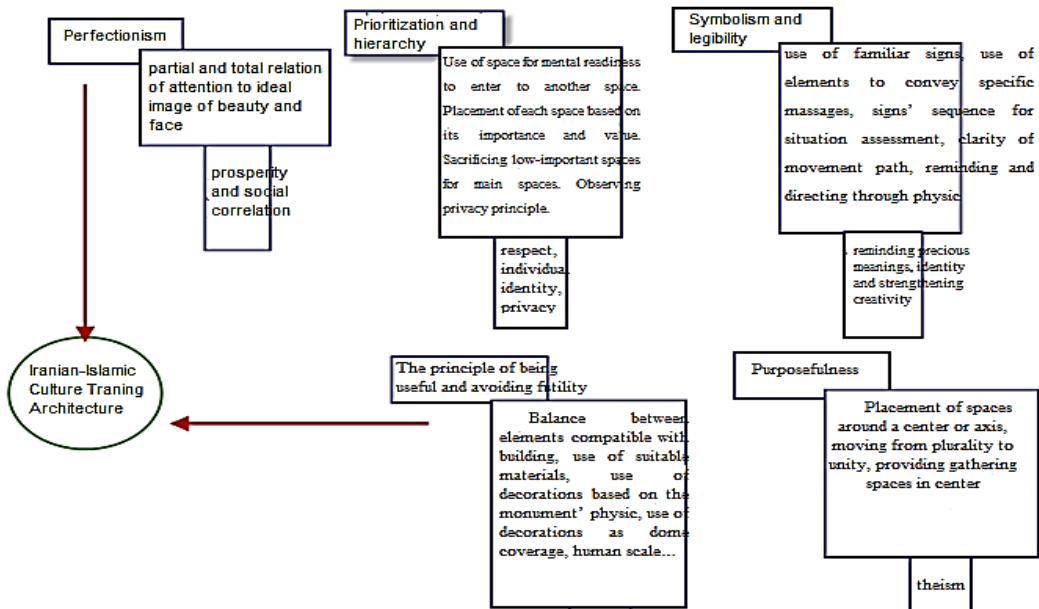 Perfectionism
partial and total relation
of attention to ideal
image of beauty and
face
prosperity
and social
correlation
Prioritization and
hierarchy
Use of space for mental readiness
to enter to another space.
Placement of each space based on
its importance and value.
Sacrificing low-important spaces
for main spaces. Observing
privacy principle.
respect,
individual
identity,
privacy
Symbolism and
legibility
use of familiar signs, use of
elements to convey specific
massages, signs' sequence for
situation assessment, clarity of
movement path, reminding and
directing through physic
. reminding precious
meanings, identity
and strengthening
creativity
Iranian-Islamic
Culture Traning
Architecture
The principle of being
useful and avoiding futility
Balance between
elements compatible with
building, use of suitable
materials, use of
decorations based on the
monument' physic, use of
decorations as dome
coverage, human scale...
Purposefulness
Placement of spaces
around a center or axis,
moving from plurality to
unity, providing gathering
spaces in center
theism